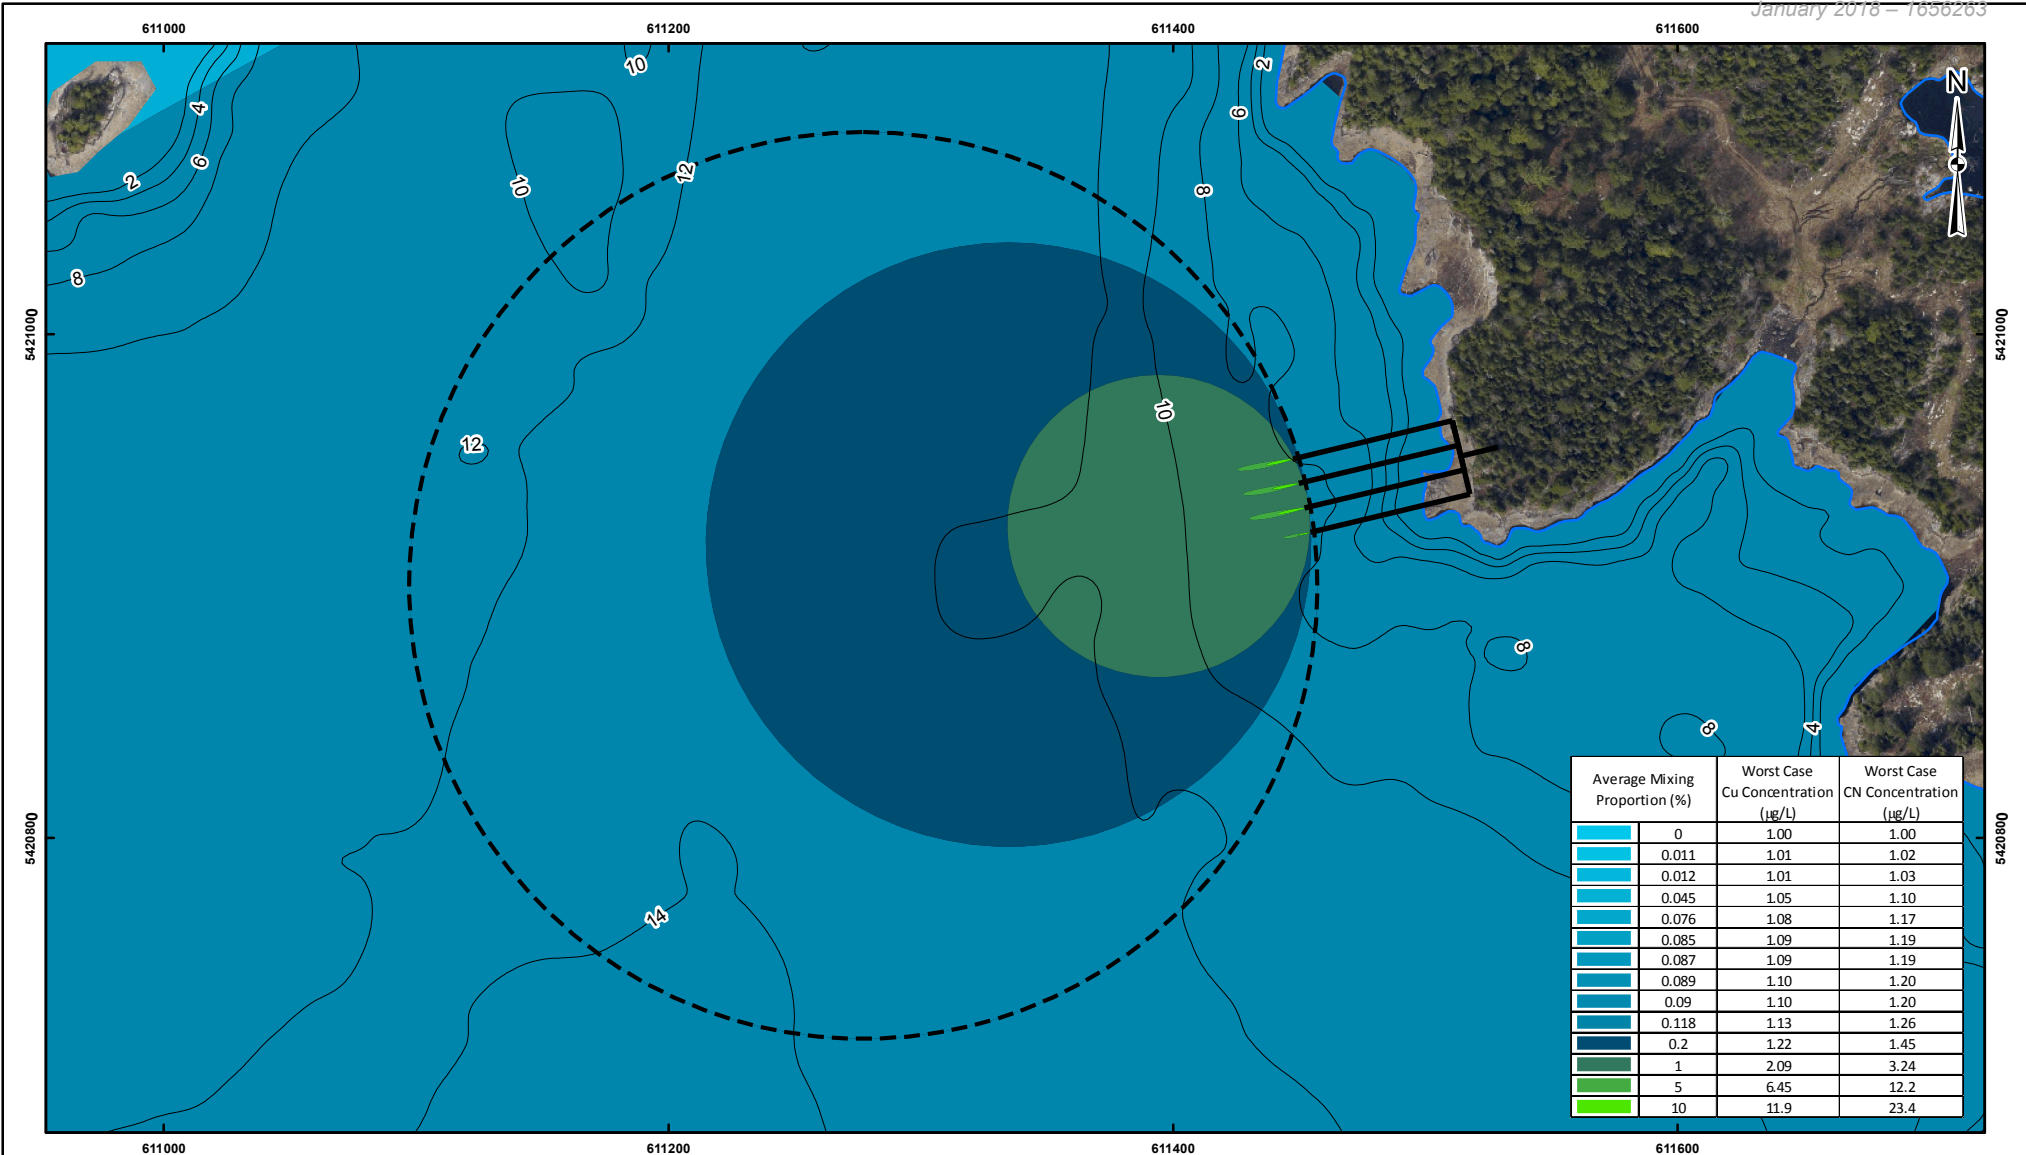 January 2018 – 1656263
611000 611200 611400 611600
N
10
2
4
6
6
10
12
8
2
8
5421000
5421000
10
12
8
8
4
14
5420800
5420800
Average Mixing Proportion (%) Worst Case Cu Concentration (µg/L) Worst Case CN Concentration (µg/L)
0 1.00 1.00
0.011 1.01 1.02
0.012 1.01 1.03
0.045 1.05 1.10
0.076 1.08 1.17
0.085 1.09 1.19
0.087 1.09 1.19
0.089 1.10 1.20
0.09 1.10 1.20
0.118 1.13 1.26
0.2 1.22 1.45
1 2.09 3.24
5 6.45 12.2
10 11.9 23.4
611000 611200 611400 611600